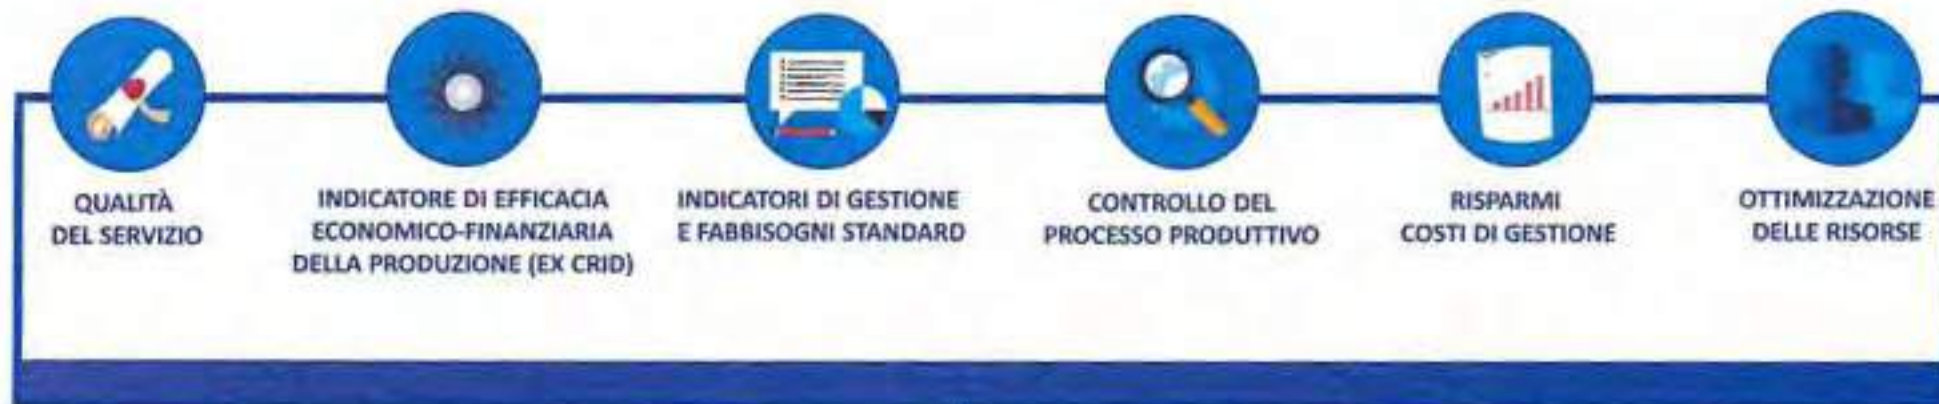 QUALITÀ
DEL SERVIZIO
INDICATORE DI EFFICACIA
ECONOMICO-FINANZIARIA
DELLA PRODUZIONE (EX CRID)
INDICATORI DI GESTIONE
E FABBISOGNI STANDARD
CONTROLLO DEL
PROCESSO PRODUTTIVO
RISPARMI
COSTI DI GESTIONE
OTTIMIZZAZIONE
DELLE RISORSE